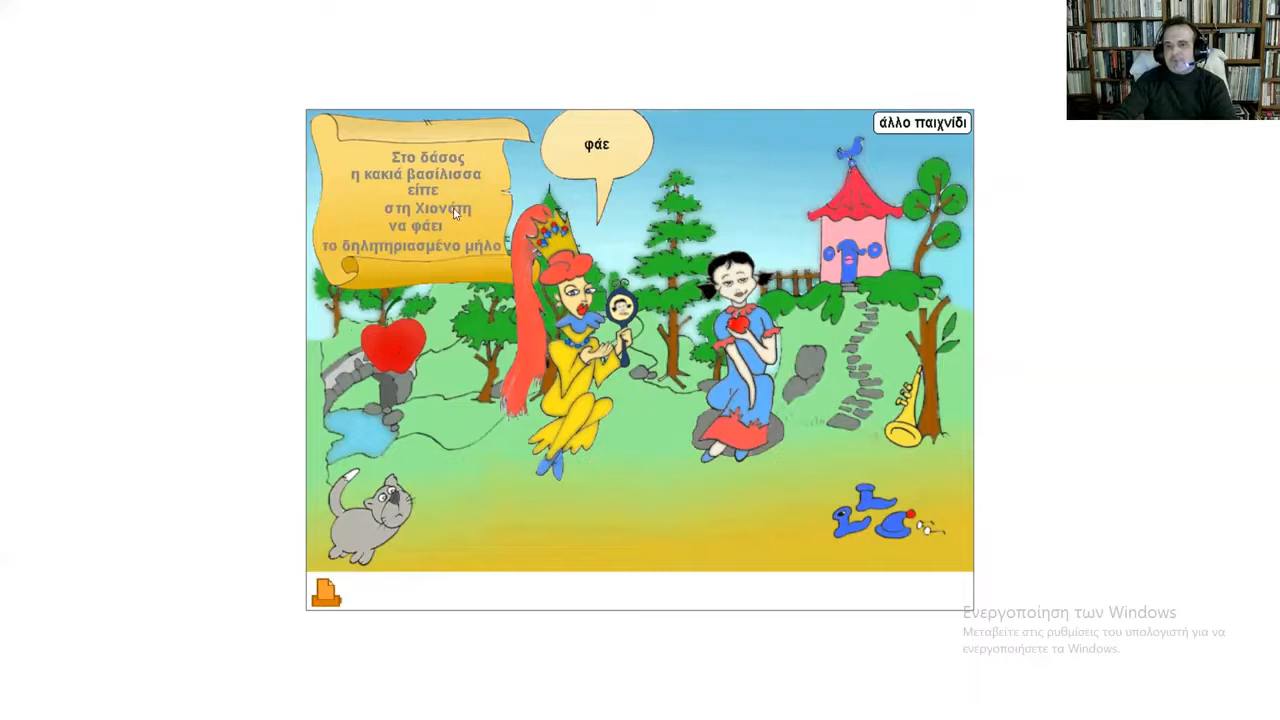 άλλο παιχνίδι
φάε
Στο δάσος
η κακιά βασίλισσα
είπε
στη Χιονάτη
να φάει
το δηλητηριασμένο μήλο
Ενεργοποίηση των Windows
Μεταβείτε στις ρυθμίσεις του υπολογιστή για να
ενεργοποιήσετε τα Windows.